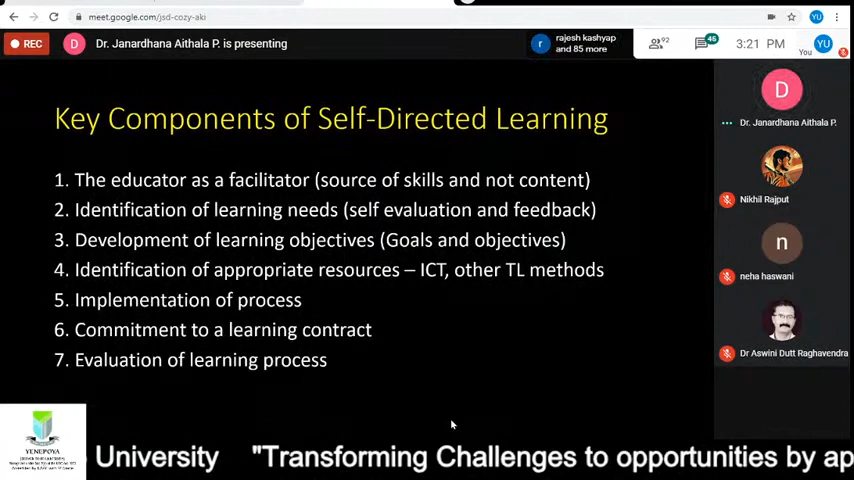 meet.google.com/jsd-cozy-aki
REC
D
Dr. Janardhana Aithala P. is presenting
r
rajesh kashyap
and 85 more
92
46
3:21 PM
You
YU
YU
Key Components of Self-Directed Learning
1. The educator as a facilitator (source of skills and not content)
2. Identification of learning needs (self evaluation and feedback)
3. Development of learning objectives (Goals and objectives)
4. Identification of appropriate resources – ICT, other TL methods
5. Implementation of process
6. Commitment to a learning contract
7. Evaluation of learning process
D
Dr. Janardhana Aithala P.
Nikhil Rajput
n
neha haswani
Dr Aswini Dutt Raghavendra
YENEPOYA
University "Transforming Challenges to opportunities by ap